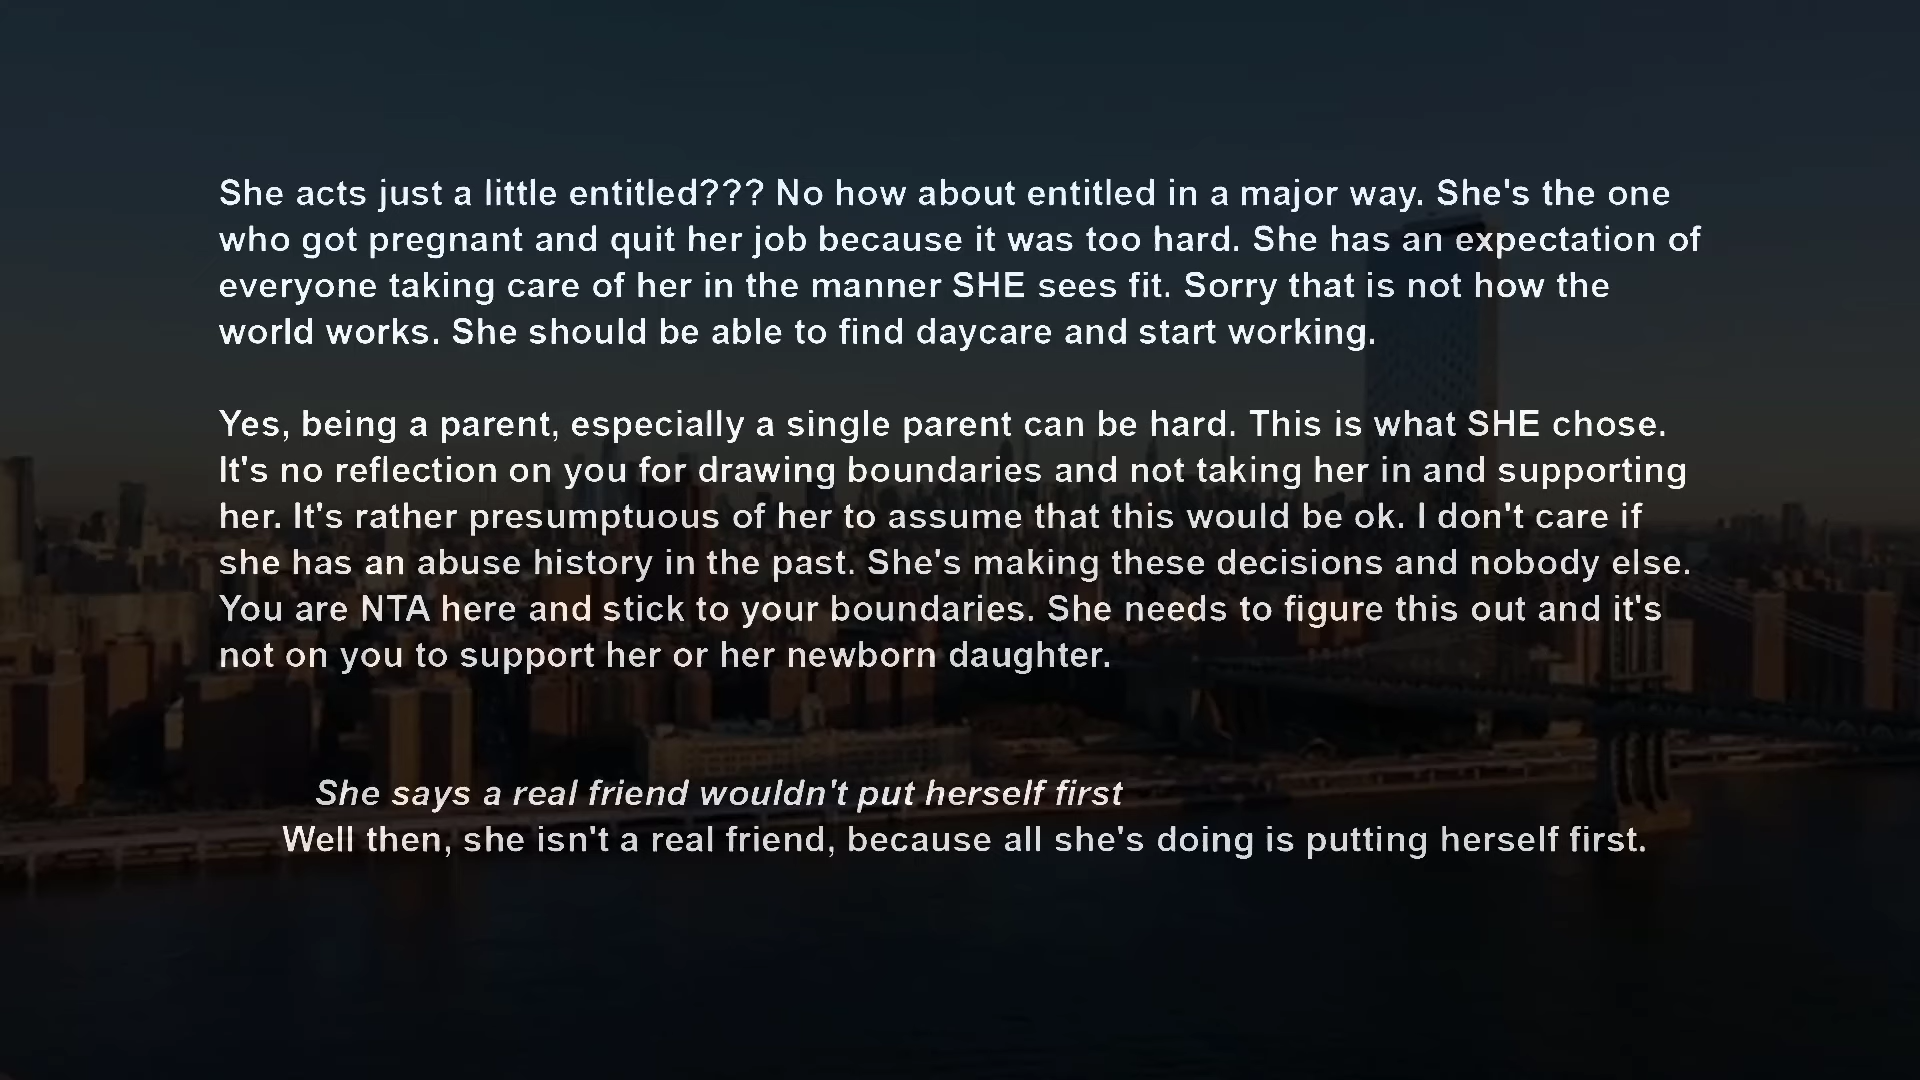 She acts just a little entitled??? No how about entitled in a major way. She's the one
who got pregnant and quit her job because it was too hard. She has an expectation of
everyone taking care of her in the manner SHE sees fit. Sorry that is not how the
world works. She should be able to find daycare and start working.
Yes, being a parent, especially a single parent can be hard. This is what SHE chose.
It's no reflection on you for drawing boundaries and not taking her in and supporting
her. It's rather presumptuous of her to assume that this would be ok. I don't care if
she has an abuse history in the past. She's making these decisions and nobody else.
You are NTA here and stick to your boundaries. She needs to figure this out and it's
not on you to support her or her newborn daughter.
She says a real friend wouldn't put herself first
Well then, she isn't a real friend, because all she's doing is putting herself first.